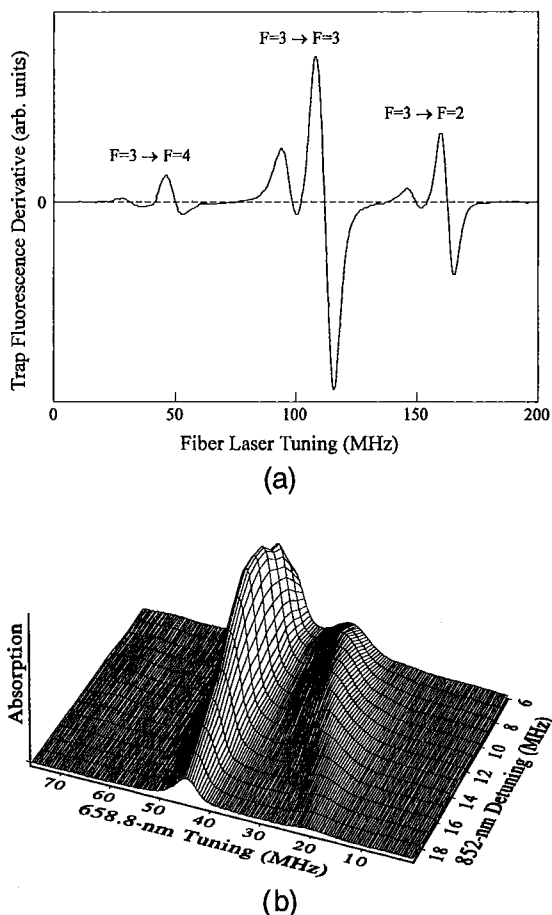 F=3 → F=3
F=3 → F=2
F=3 → F=4
Trap Fluorescence Derivative (arb. units)
0
0 50 100 150 200
Fiber Laser Tuning (MHz)
(a)
Absorption
70 60 50 40 30 20 10
658.8-nm Tuning (MHz)
18 16 14 12 10 8 6
852-nm Detuning (MHz)
(b)